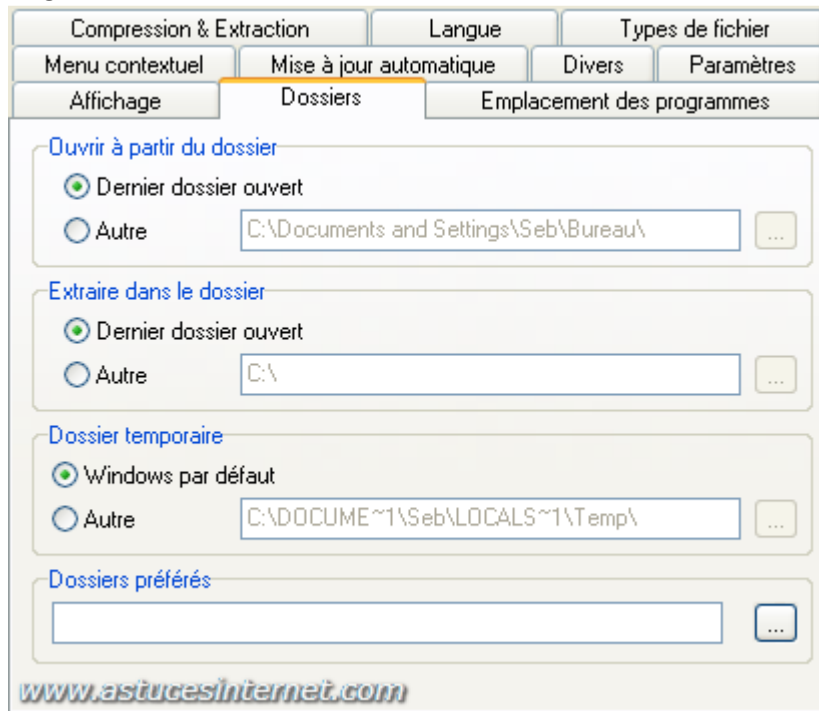 Compression & Extraction Langue Types de fichier
Menu contextuel Mise à jour automatique Divers Paramètres
Affichage Dossiers Emplacement des programmes
Ouvrir à partir du dossier
Dernier dossier ouvert
Autre C:\Documents and Settings\Seb\Bureau\ ...
Extraire dans le dossier
Dernier dossier ouvert
Autre C:\ ...
Dossier temporaire
Windows par défaut
Autre C:\DOCUME~1\Seb\LOCALS~1\Temp\ ...
Dossiers préférés
...
www.astucesinternet.com